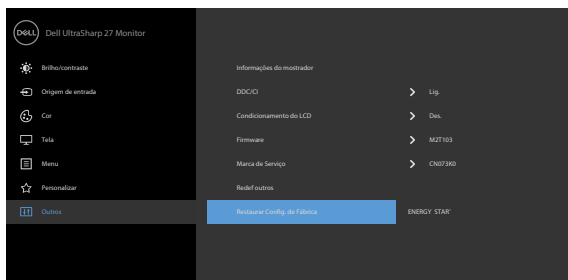 DELL Dell UltraSharp 27 Monitor
Brilho/contraste
Origem de entrada
Cor
Tela
Menu
Personalizar
Outros
Informações do mostrador
DDC/CI Lig.
Condicionamento do LCD Des.
Firmware M2T103
Marca de Serviço CN073K0
Redef outros
Restaurar Config. de Fábrica ENERGY STAR®